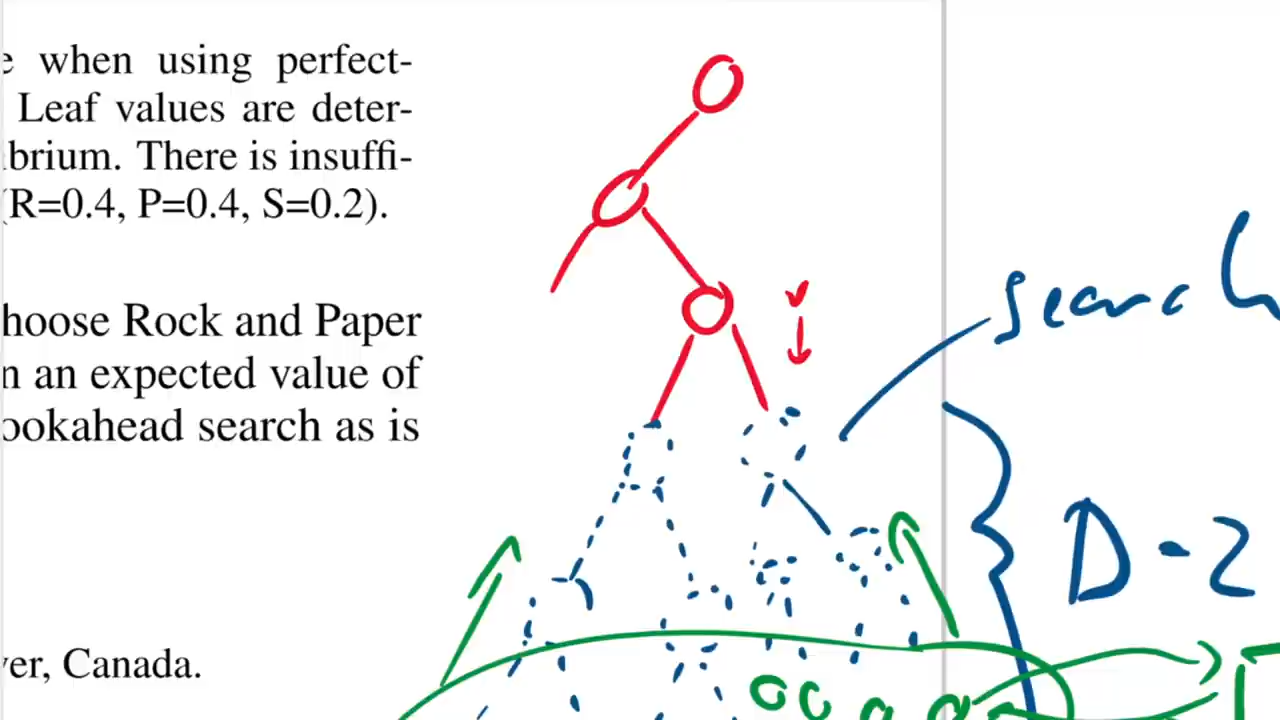 e when using perfect-
Leaf values are deter-
ibrium. There is insuffi-
(R=0.4, P=0.4, S=0.2).
hoose Rock and Paper
n an expected value of
ookahead search as is
ver, Canada.
search
D-2